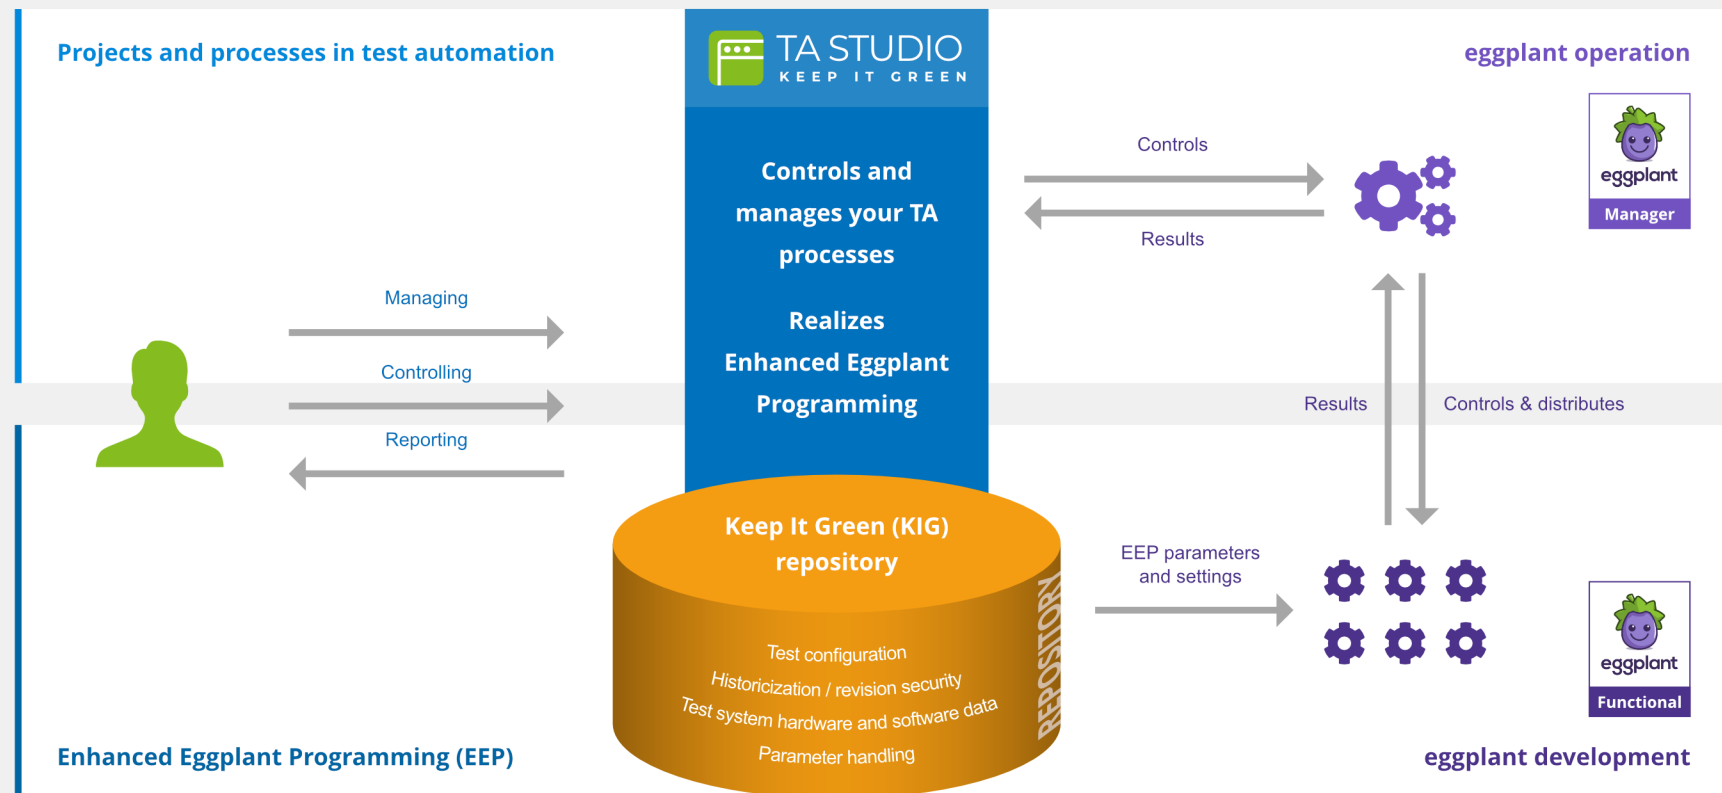 Projects and processes in test automation
TA STUDIO
KEEP IT GREEN
eggplant operation
Controls and
manages your TA
processes
Realizes
Enhanced Eggplant
Programming
Controls
Results
eggplant
Manager
Managing
Controlling
Reporting
Results
Controls & distributes
Keep It Green (KIG)
repository
REPOSITORY
Test configuration
Historicization / revision security
Test system hardware and software data
Parameter handling
EEP parameters
and settings
eggplant
Functional
Enhanced Eggplant Programming (EEP)
eggplant development